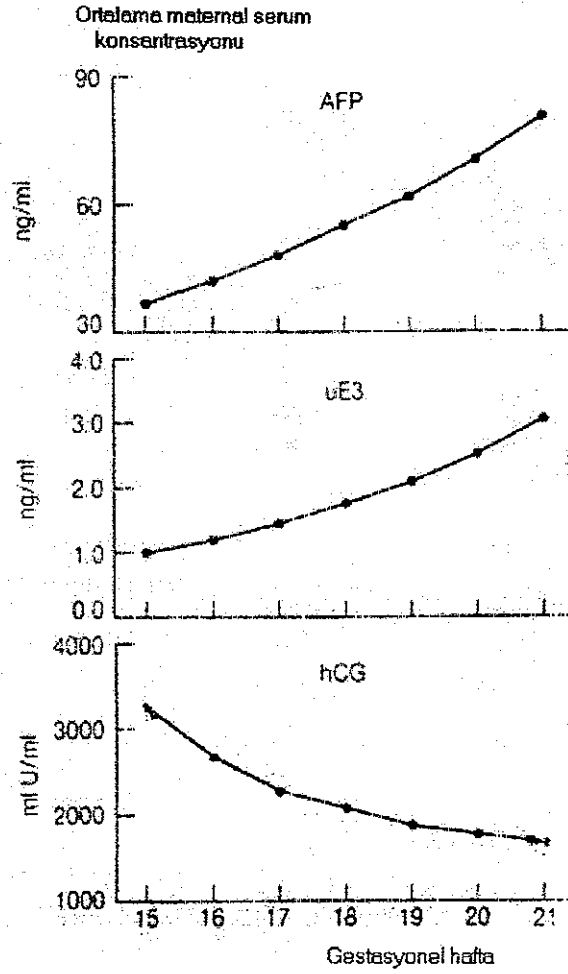 Ortalama maternal serum
konsantrasyonu
90
AFP
60
ng/ml
30
4.0
uE3
3.0
2.0
ng/ml
1.0
0.0
4000
hCG
3000
mI U/ml
2000
1000
15 16 17 18 19 20 21
Gestasyonel hafta